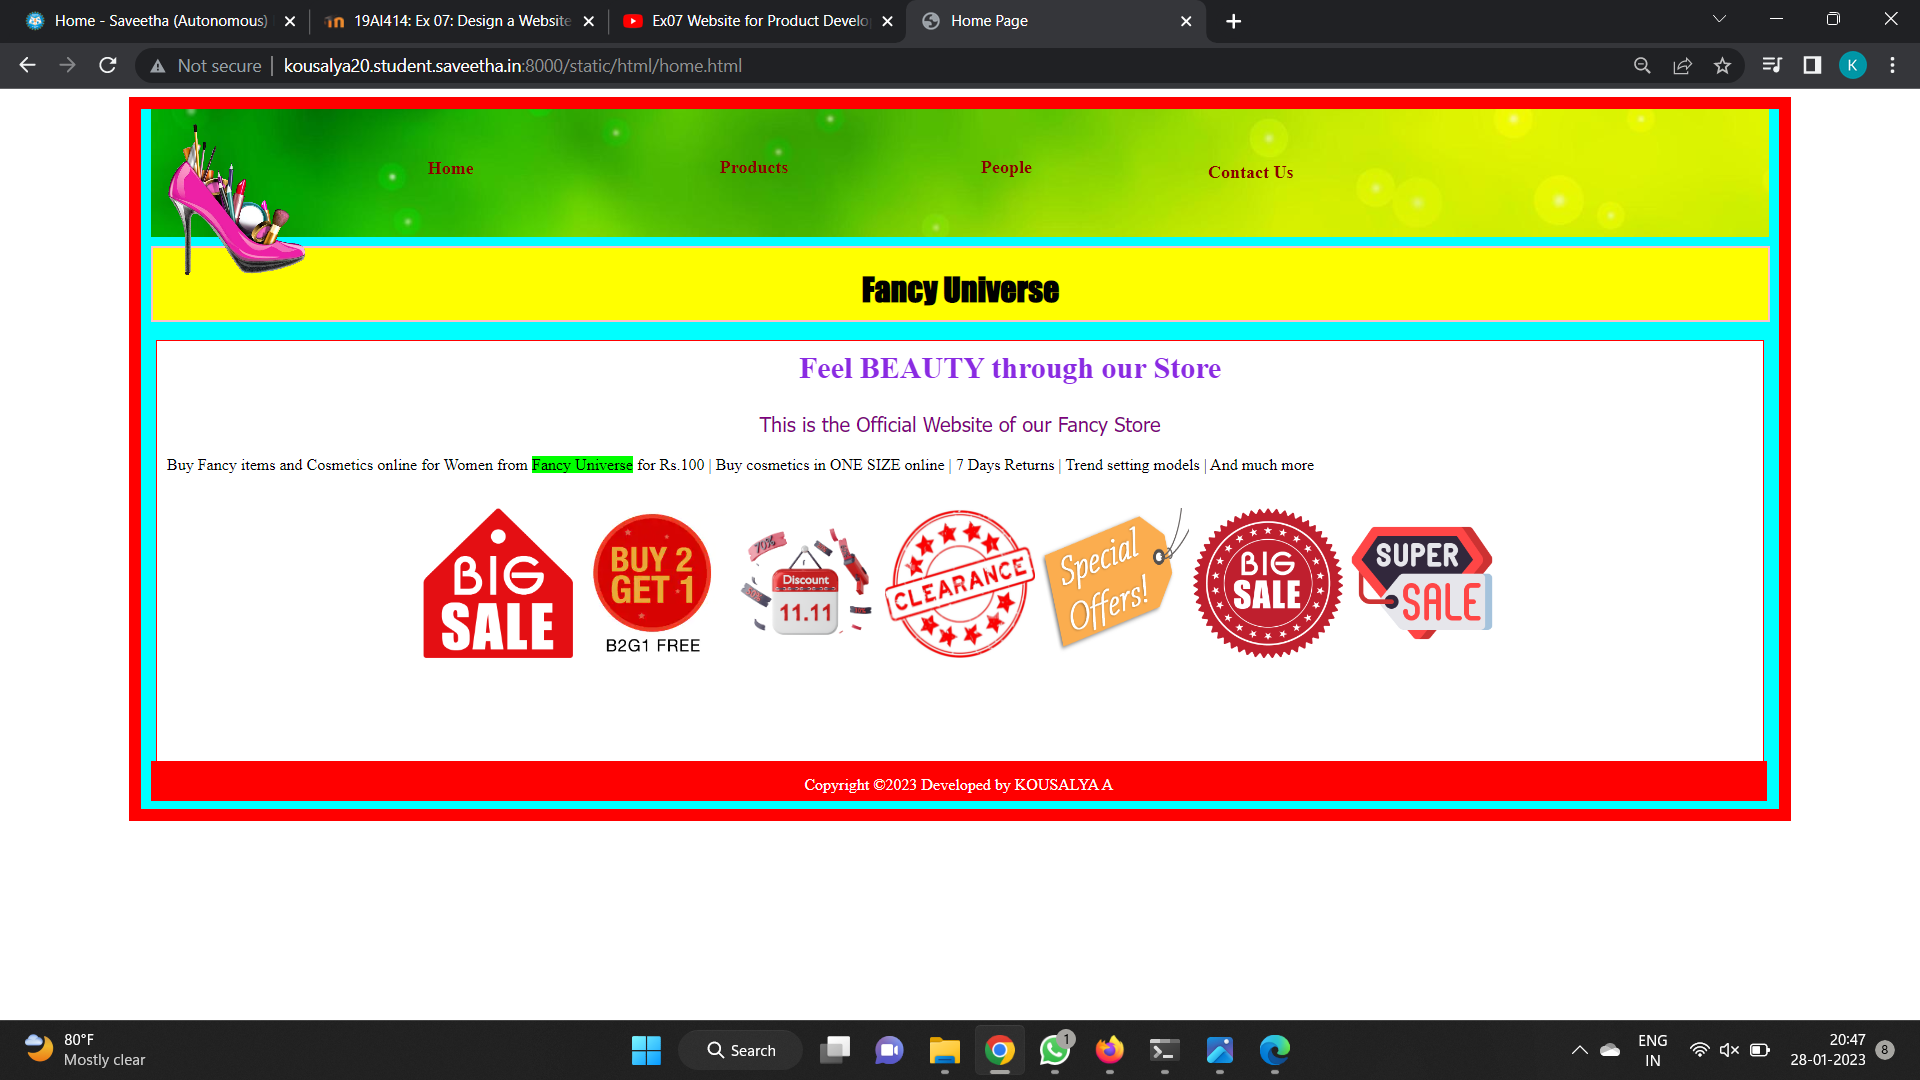 Home - Saveetha (Autonomous)
19AI414: Ex 07: Design a Website
Ex07 Website for Product Develo
Home Page
Not secure
kousalya20.student.saveetha.in:8000/static/html/home.html
K
Home
Products
People
Contact Us
Fancy Universe
Feel BEAUTY through our Store
This is the Official Website of our Fancy Store
Buy Fancy items and Cosmetics online for Women from Fancy Universe for Rs.100 | Buy cosmetics in ONE SIZE online | 7 Days Returns | Trend setting models | And much more
BIG
SALE
BUY 2
GET 1
B2G1 FREE
70%
Discount
11.11
CLEARANCE
Special
Offers!
BIG
SALE
SUPER
SALE
Copyright ©2023 Developed by KOUSALYA A
80°F
Mostly clear
Search
1
ENG
IN
20:47
28-01-2023
8